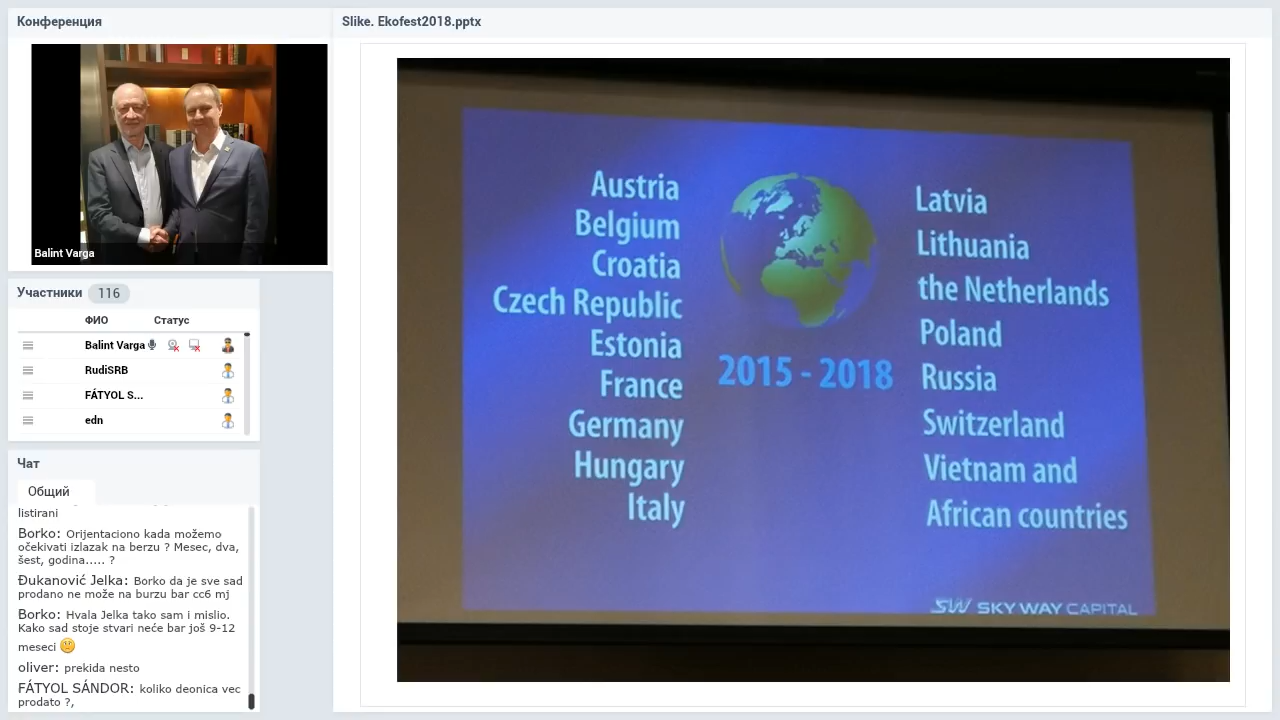 Конференция
Balint Varga
Участники 116
ФИО Статус
Balint Varga
RudiSRB
FÁTYOL S...
edn
Чат
Общий
listirani
Borko: Orijentaciono kada možemo
očekivati izlazak na berzu ? Mesec, dva,
šest, godina..... ?
Đukanović Jelka: Borko da je sve sad
prodano ne može na burzu bar cc6 mj
Borko: Hvala Jelka tako sam i mislio.
Kako sad stoje stvari neće bar još 9-12
meseci
oliver: prekida nesto
FÁTYOL SÁNDOR: koliko deonica vec
prodato ?,
Slike. Ekofest2018.pptx
Austria
Belgium
Croatia
Czech Republic
Estonia
France
Germany
Hungary
Italy
2015 - 2018
Latvia
Lithuania
the Netherlands
Poland
Russia
Switzerland
Vietnam and
African countries
SW SKY WAY CAPITAL